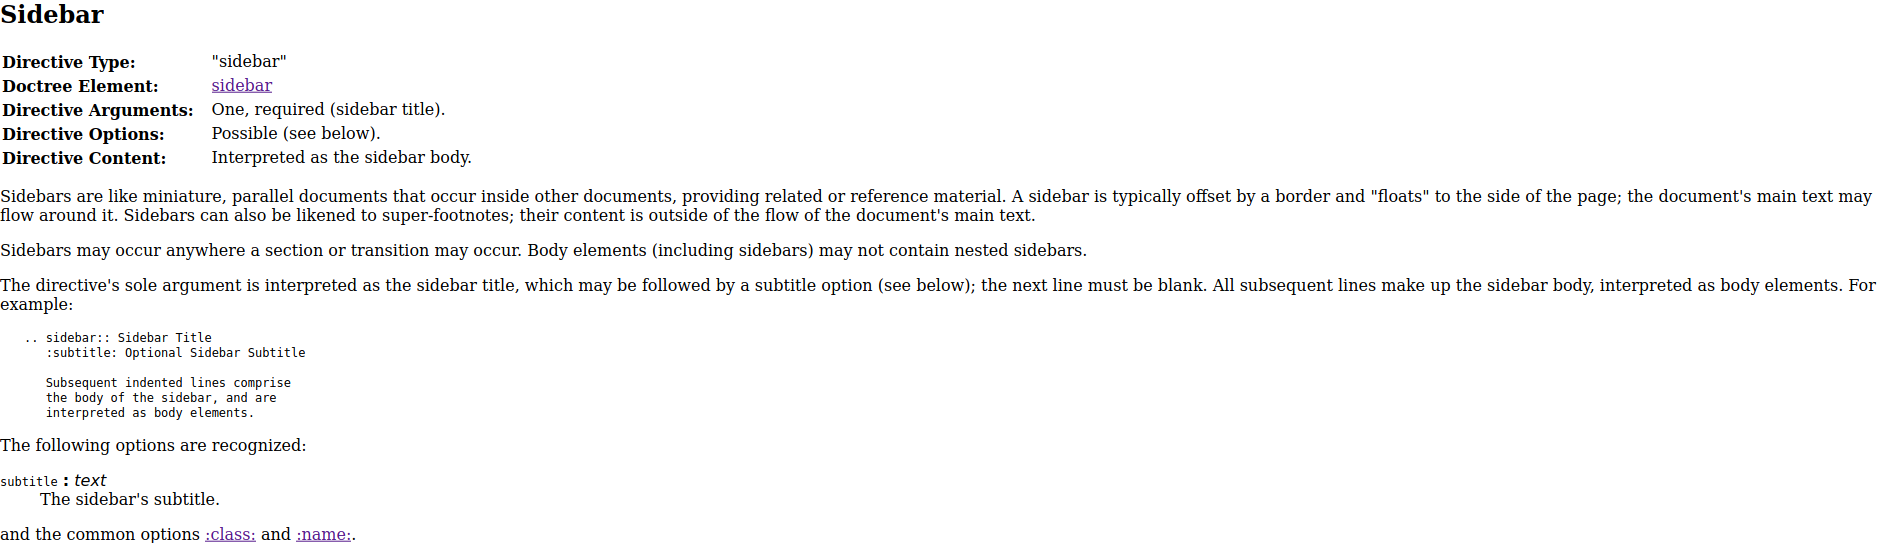 Sidebar
Directive Type: "sidebar"
Doctree Element: sidebar
Directive Arguments: One, required (sidebar title).
Directive Options: Possible (see below).
Directive Content: Interpreted as the sidebar body.
Sidebars are like miniature, parallel documents that occur inside other documents, providing related or reference material. A sidebar is typically offset by a border and "floats" to the side of the page; the document's main text may
flow around it. Sidebars can also be likened to super-footnotes; their content is outside of the flow of the document's main text.
Sidebars may occur anywhere a section or transition may occur. Body elements (including sidebars) may not contain nested sidebars.
The directive's sole argument is interpreted as the sidebar title, which may be followed by a subtitle option (see below); the next line must be blank. All subsequent lines make up the sidebar body, interpreted as body elements. For
example:
.. sidebar:: Sidebar Title
:subtitle: Optional Sidebar Subtitle
Subsequent indented lines comprise
the body of the sidebar, and are
interpreted as body elements.
The following options are recognized:
subtitle : text
The sidebar's subtitle.
and the common options :class: and :name:.